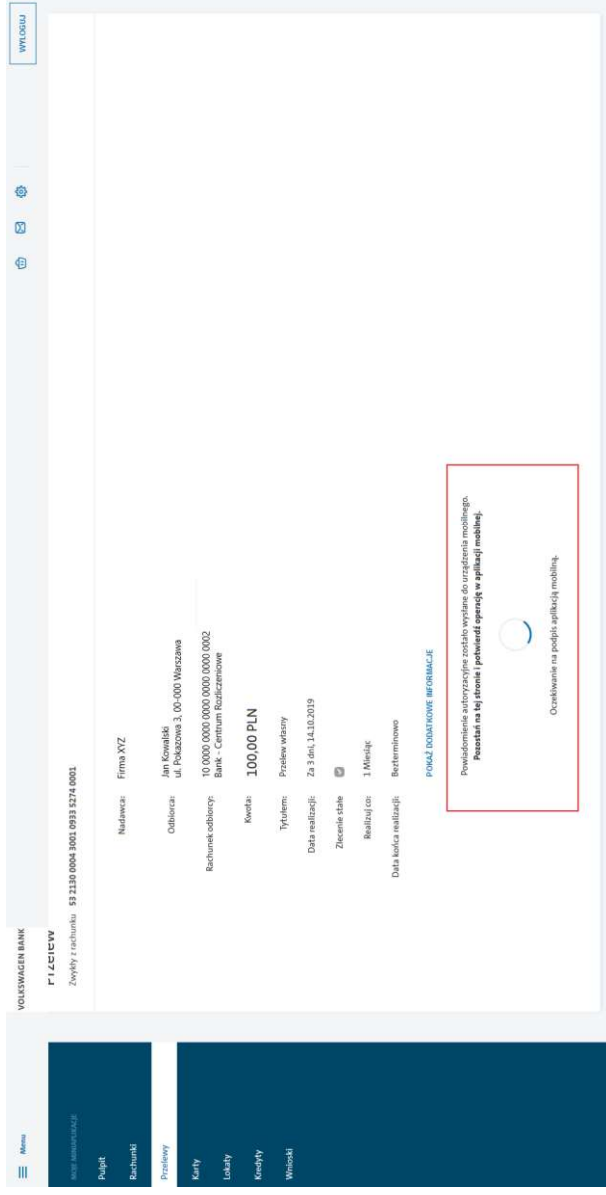 Menu
VOLKSWAGEN BANK
WYLOGUJ
MOJE MINIAPLIKACJE
Pulpit
Rachunki
Przelewy
Karty
Lokaty
Kredyty
Wnioski
Przelew
Zwykły z rachunku 53 2130 0004 3001 0933 5274 0001
Nadawca: Firma XYZ
Odbiorca: Jan Kowalski
ul. Pokazowa 3, 00-000 Warszawa
Rachunek odbiorcy: 10 0000 0000 0000 0000 0000 0002
Bank - Centrum Rozliczeniowe
Kwota: 100,00 PLN
Tytułem: Przelew własny
Data realizacji: Za 3 dni, 14.10.2019
Zlecenie stałe
Realizuj co: 1 Miesiąc
Data końca realizacji: Bezterminowo
POKAŻ DODATKOWE INFORMACJE
Powiadomienie autoryzacyjne zostało wysłane do urządzenia mobilnego.
Pozostań na tej stronie i potwierdź operację w aplikacji mobilnej.
Oczekiwanie na podpis aplikacją mobilną.